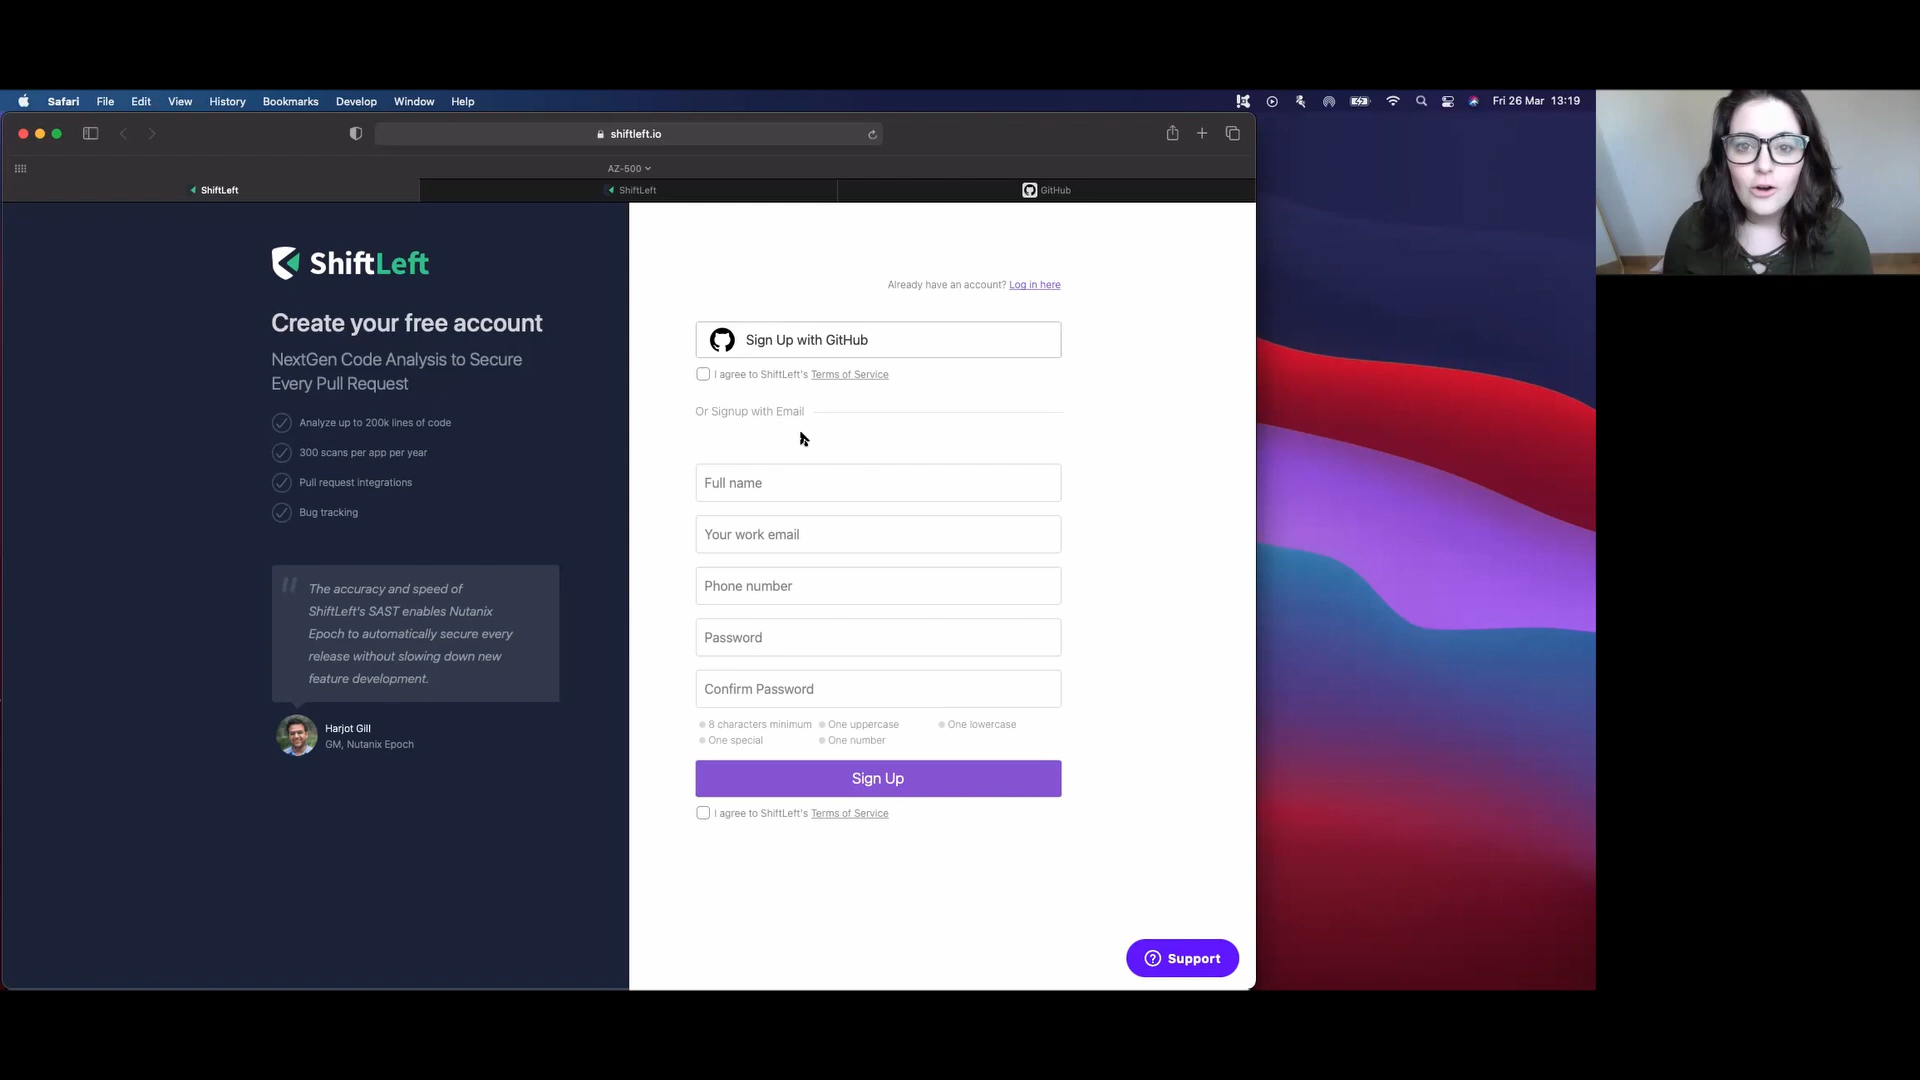 Safari File Edit View History Bookmarks Develop Window Help
Fri 26 Mar 13:19
shiftleft.io
AZ-500
ShiftLeft
ShiftLeft
GitHub
ShiftLeft
Create your free account
NextGen Code Analysis to Secure
Every Pull Request
Analyze up to 200k lines of code
300 scans per app per year
Pull request integrations
Bug tracking
"
The accuracy and speed of
ShiftLeft's SAST enables Nutanix
Epoch to automatically secure every
release without slowing down new
feature development.
Harjot Gill
GM, Nutanix Epoch
Already have an account? Log in here
Sign Up with GitHub
I agree to ShiftLeft's Terms of Service
Or Signup with Email
Full name
Your work email
Phone number
Password
Confirm Password
8 characters minimum One uppercase One lowercase
One special One number
Sign Up
I agree to ShiftLeft's Terms of Service
? Support